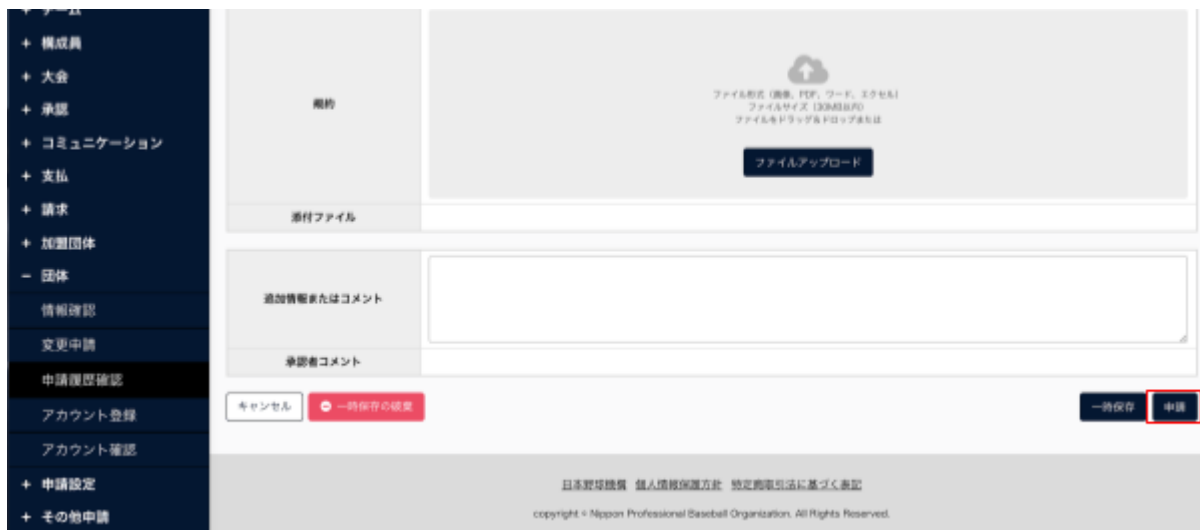 + チーム
+ 構成員
+ 大会
+ 承認
+ コミュニケーション
+ 支払
+ 請求
+ 加盟団体
− 団体
情報確認
変更申請
申請履歴確認
アカウント登録
アカウント確認
+ 申請設定
+ その他申請
規約
ファイル形式（画像、PDF、ワード、エクセル）
ファイルサイズ（30MB以内）
ファイルをドラッグ&ドロップまたは
ファイルアップロード
添付ファイル
追加情報またはコメント
承認者コメント
キャンセル
一時保存の破棄
一時保存
申請
日本野球機構 個人情報保護方針 特定商取引法に基づく表記
copyright © Nippon Professional Baseball Organization. All Rights Reserved.